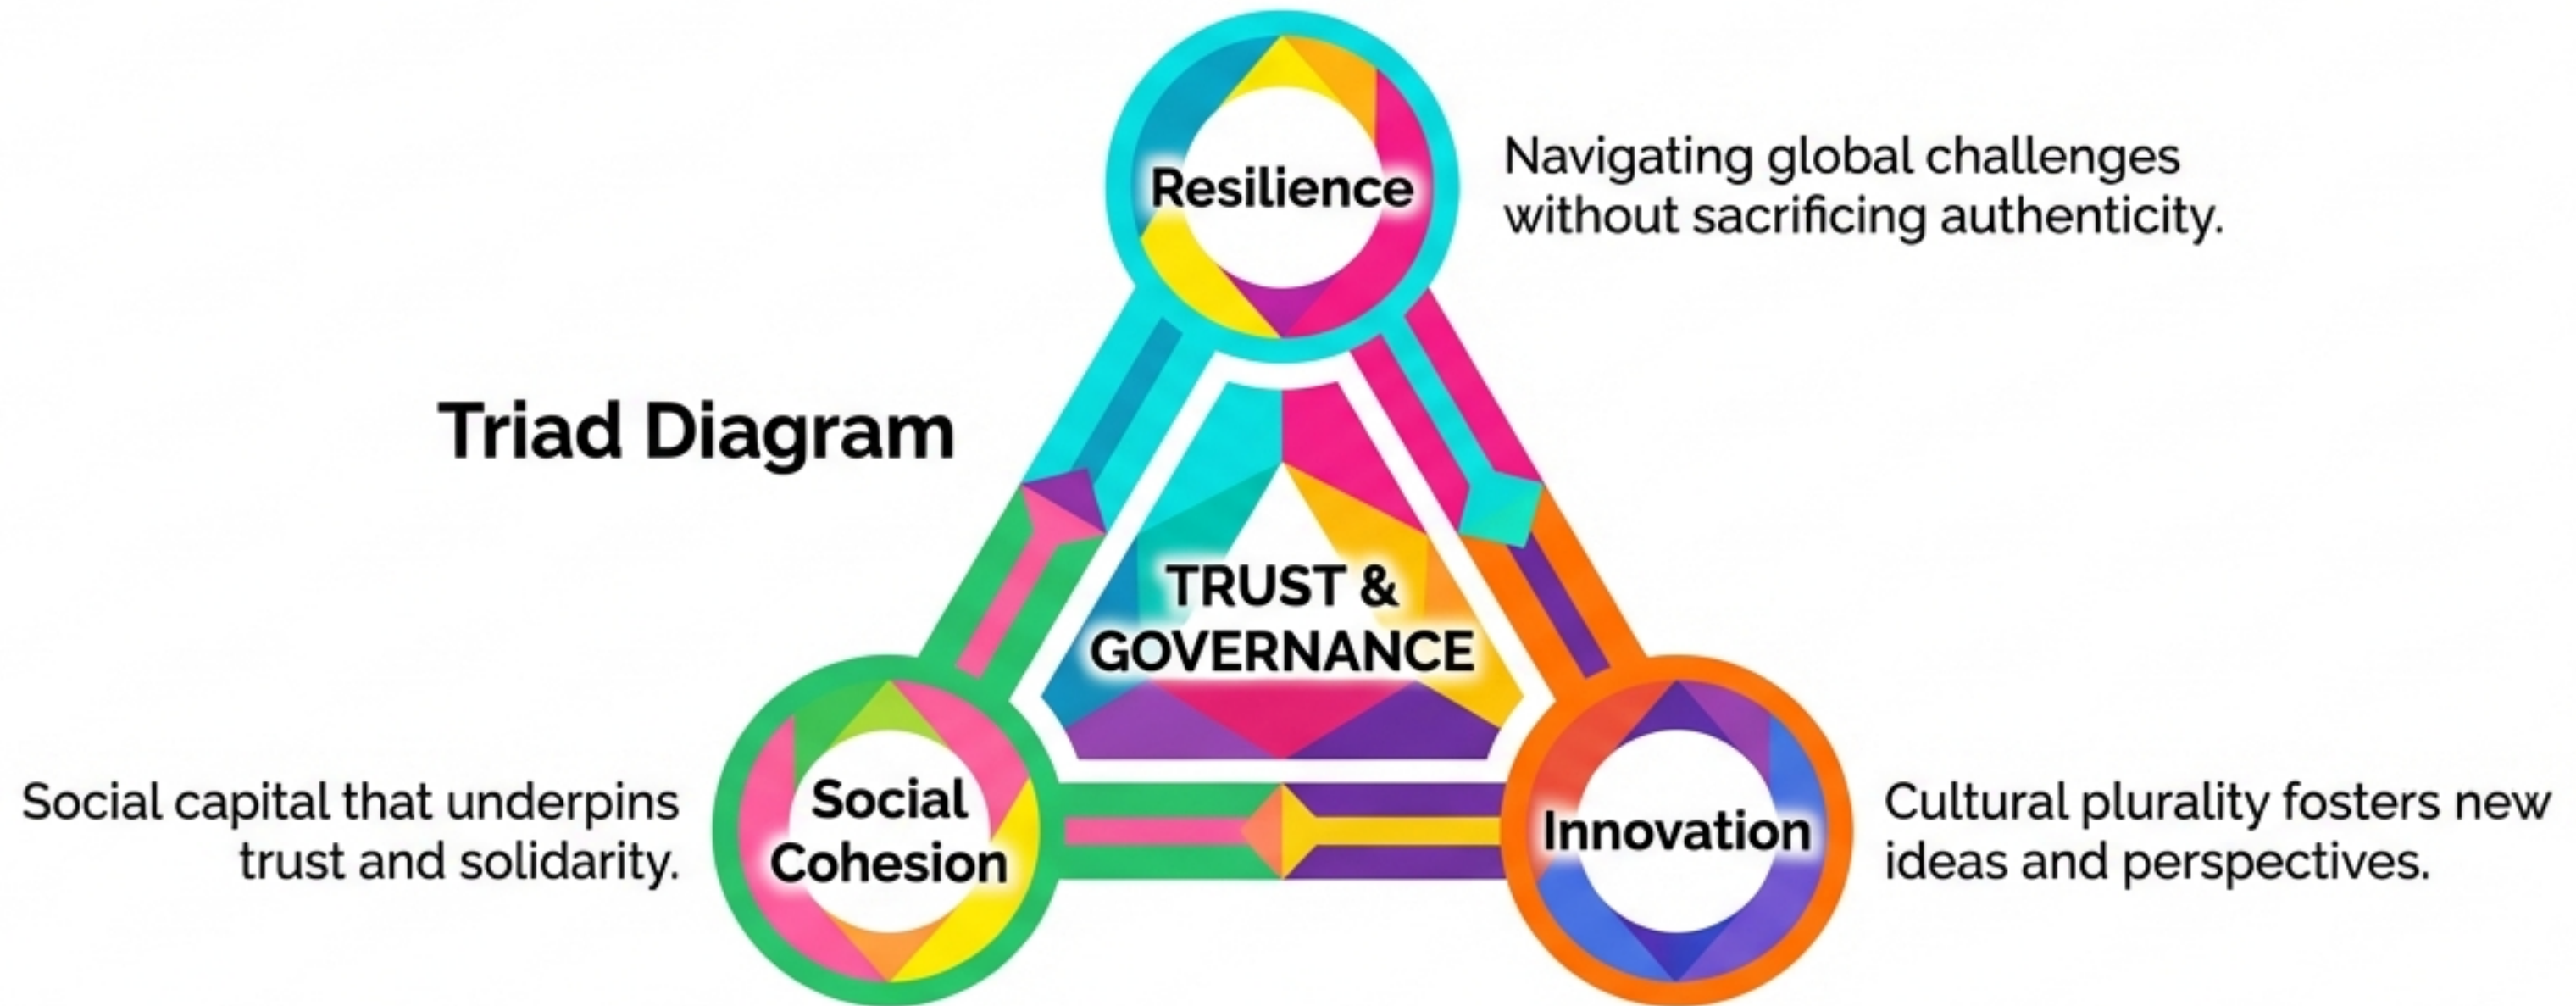 Resilience
Navigating global challenges
without sacrificing authenticity.
Triad Diagram
TRUST &
GOVERNANCE
Social capital that underpins
trust and solidarity.
Social
Cohesion
Innovation
Cultural plurality fosters new
ideas and perspectives.